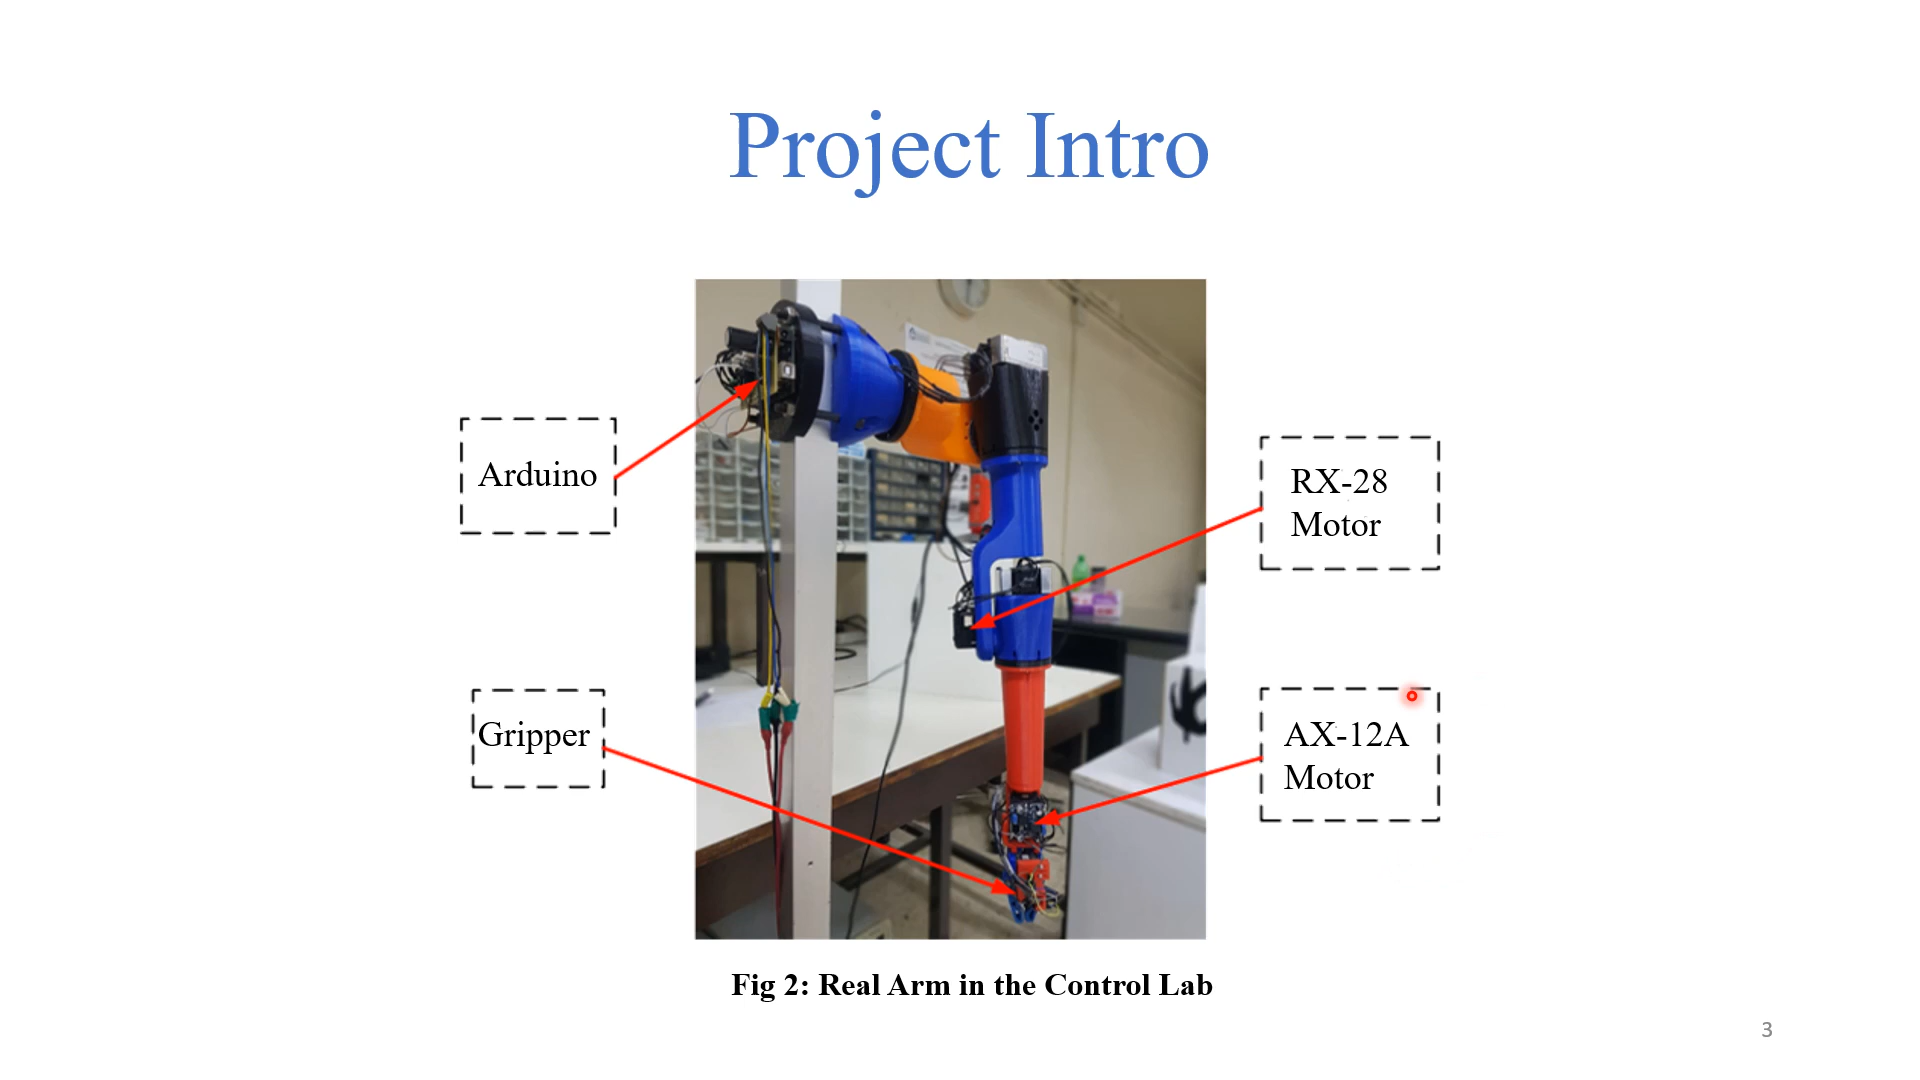 Project Intro
Arduino
RX-28
Motor
Gripper
AX-12A
Motor
Fig 2: Real Arm in the Control Lab
3